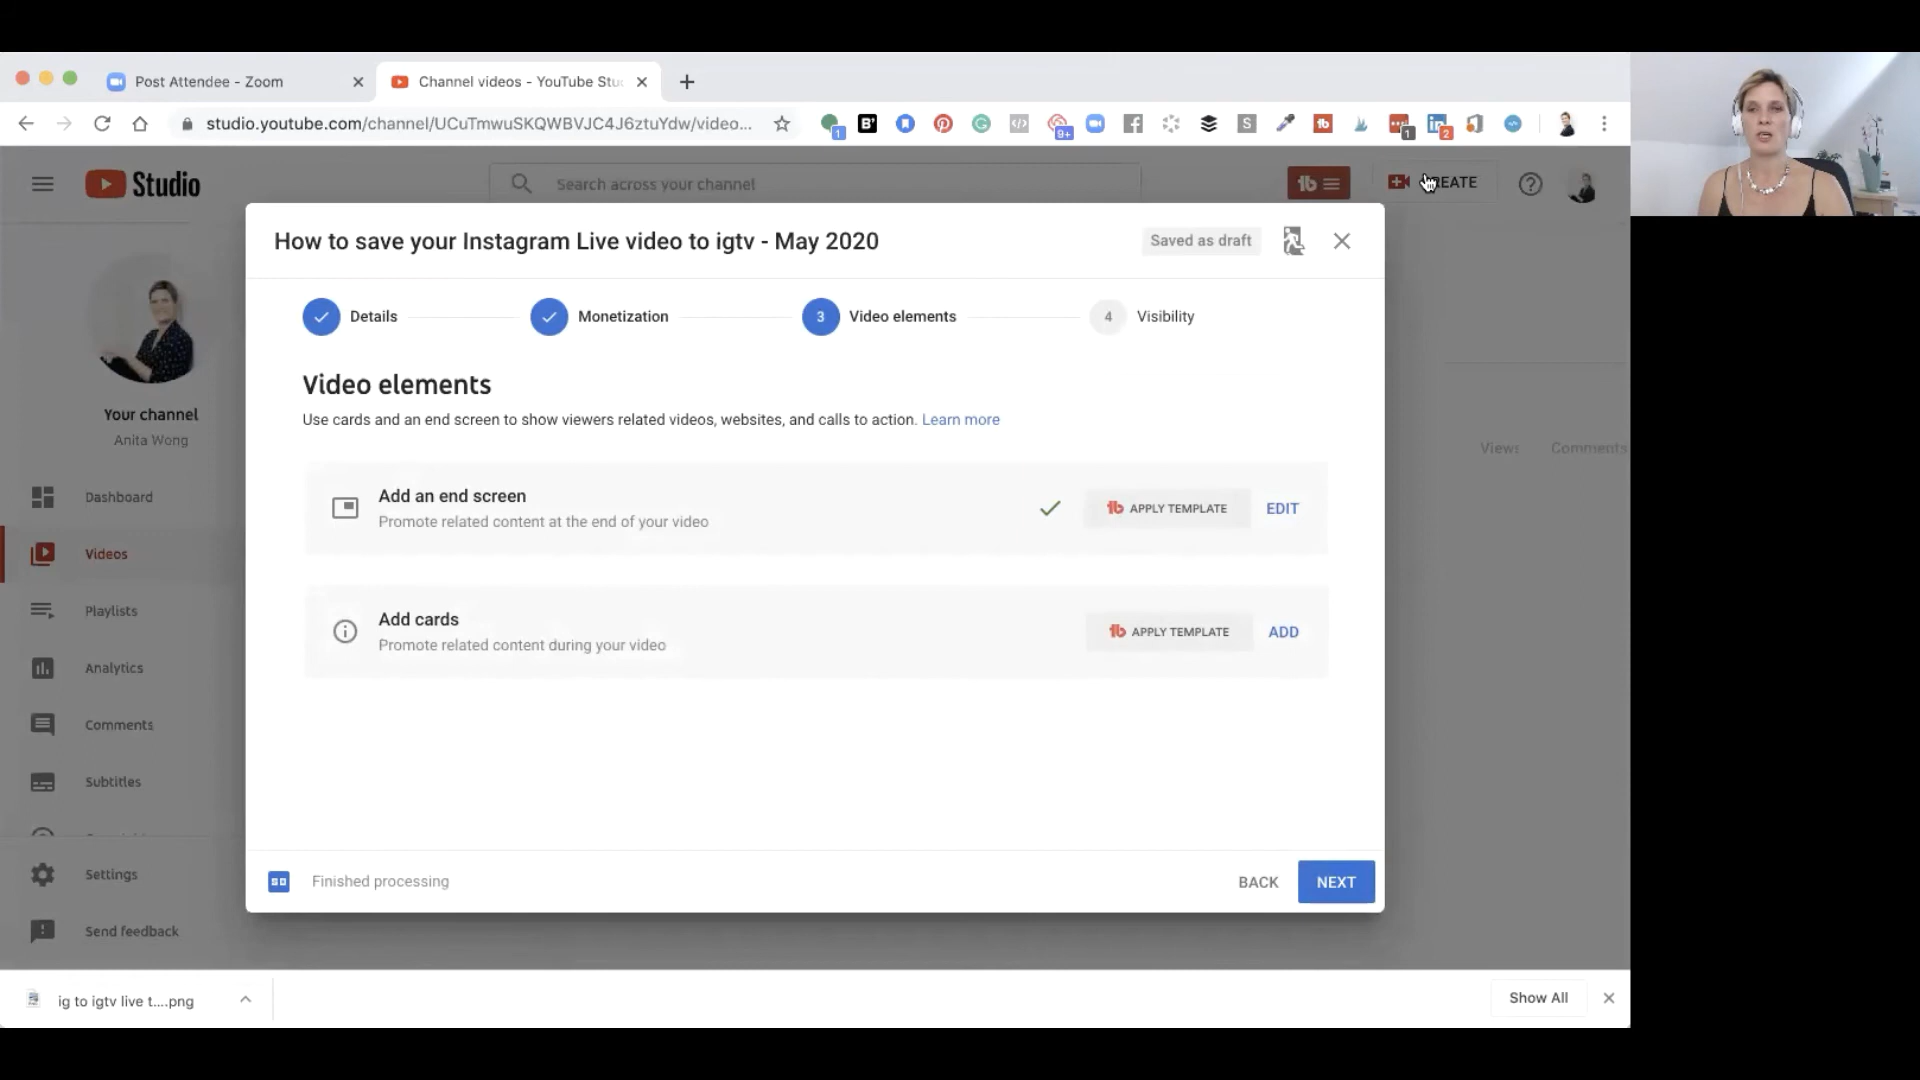 Post Attendee - Zoom
Channel videos - YouTube Stu
studio.youtube.com/channel/UCuTmwuSKQWBVJC4J6ztuYdw/video...
1
B
9+
S
1
2
Studio
Search across your channel
EATE
How to save your Instagram Live video to igtv - May 2020
Saved as draft
Details
Monetization
3
Video elements
4
Visibility
Video elements
Use cards and an end screen to show viewers related videos, websites, and calls to action. Learn more
Your channel
Anita Wong
Views
Comments
Add an end screen
Promote related content at the end of your video
APPLY TEMPLATE
EDIT
Add cards
Promote related content during your video
APPLY TEMPLATE
ADD
Dashboard
Videos
Playlists
Analytics
Comments
Subtitles
Settings
Send feedback
SD
Finished processing
BACK
NEXT
ig to igtv live t....png
Show All